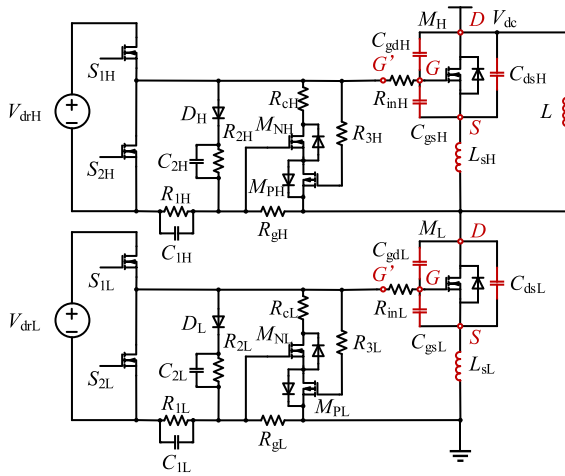 M_H D V_dc
C_gdH
S_1H G' G C_dsH
R_cH R_inH
V_drH D_H M_NH C_gsH S L
R_2H R_3H
S_2H C_2H L_sH
M_PH
R_1H
R_gH
C_1H M_L D
C_gdL
S_1L G' G
C_dsL
R_cL R_inL
V_drL D_L M_NL S
R_2L R_3L C_gsL
S_2L C_2L L_sL
R_1L M_PL
R_gL
C_1L